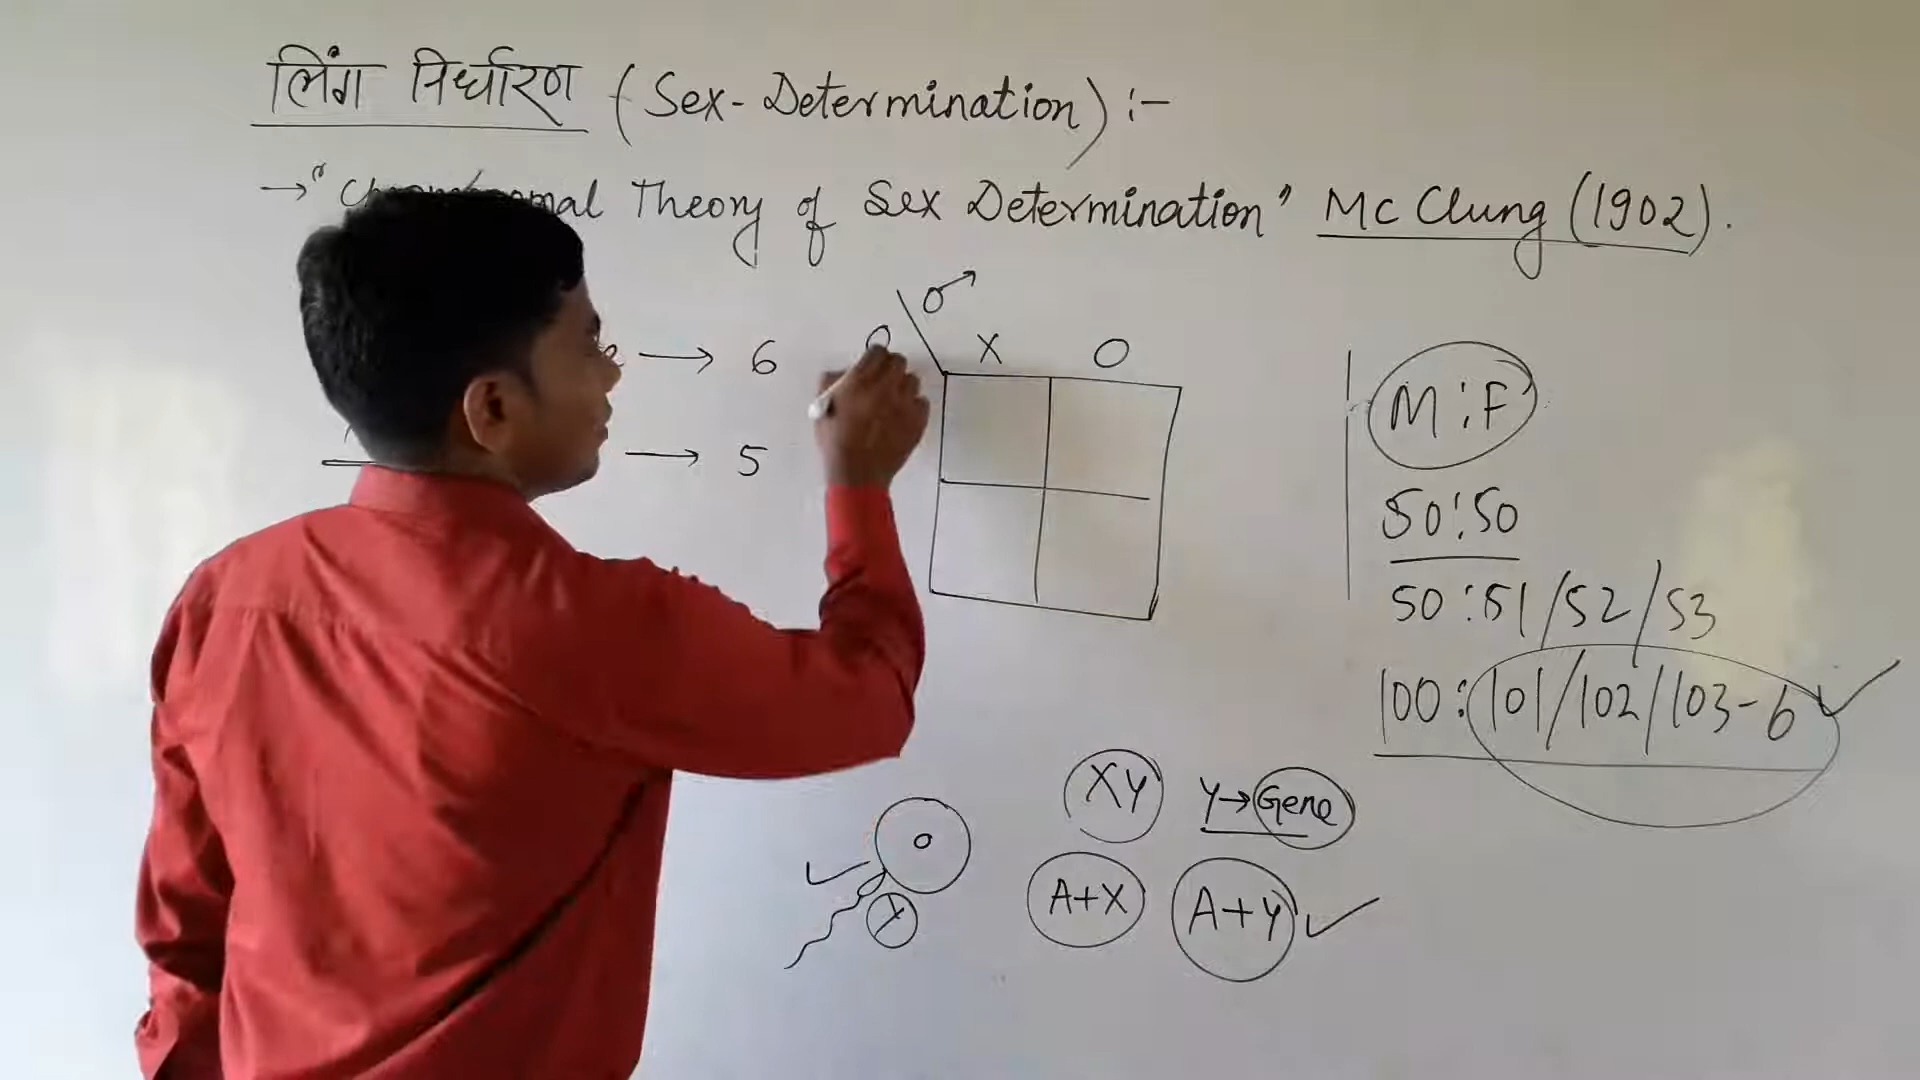 लिंग निर्धारण (Sex-Determination) :-
→ " Theory of Sex Determination" Mc Clung (1902).
♂
X O
→ 6
→ 5
M:F
50:50
50:51/52/53
100:101/102/103-6 ✓
XY Y→Gene
A+X A+Y ✓
✓
Y